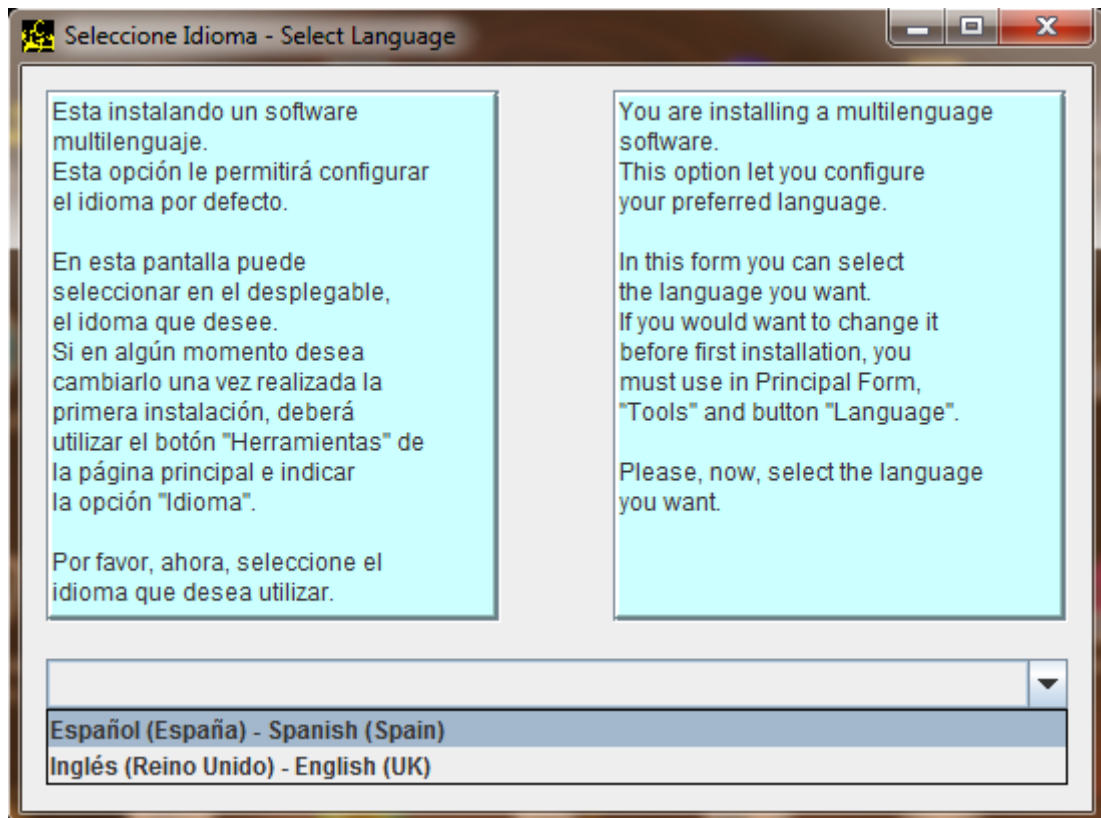 Seleccione Idioma - Select Language
Esta instalando un software
multilenguaje.
Esta opción le permitirá configurar
el idioma por defecto.
En esta pantalla puede
seleccionar en el desplegable,
el idoma que desee.
Si en algún momento desea
cambiarlo una vez realizada la
primera instalación, deberá
utilizar el botón "Herramientas" de
la página principal e indicar
la opción "Idioma".
Por favor, ahora, seleccione el
idioma que desea utilizar.
You are installing a multilenguage
software.
This option let you configure
your preferred language.
In this form you can select
the language you want.
If you would want to change it
before first installation, you
must use in Principal Form,
"Tools" and button "Language".
Please, now, select the language
you want.
Español (España) - Spanish (Spain)
Inglés (Reino Unido) - English (UK)